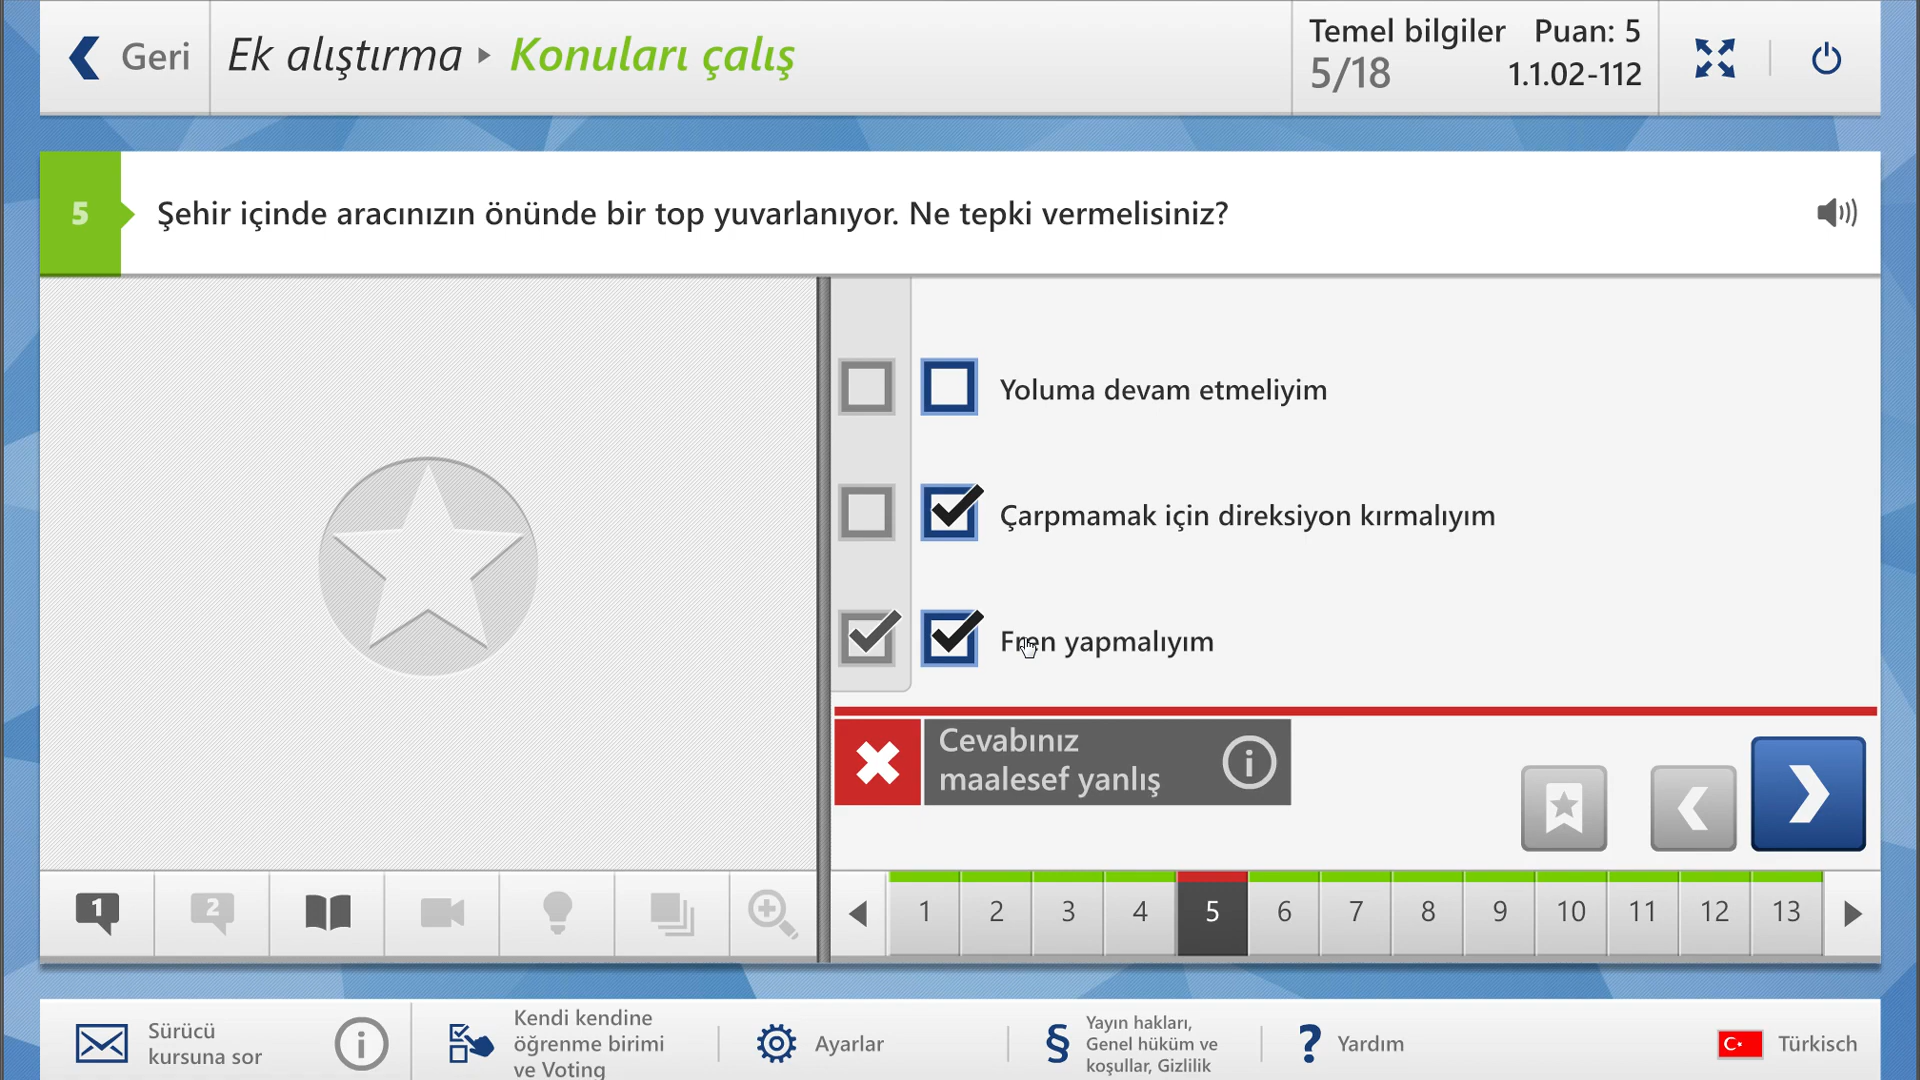 Geri
Ek alıştırma ▸ Konuları çalış
Temel bilgiler Puan: 5
5/18 1.1.02-112
5
Şehir içinde aracınızın önünde bir top yuvarlanıyor. Ne tepki vermelisiniz?
Yoluma devam etmeliyim
Çarpmamak için direksiyon kırmalıyım
Fren yapmalıyım
Cevabınız
maalesef yanlış
1 2
1 2 3 4 5 6 7 8 9 10 11 12 13
Sürücü
kursuna sor
Kendi kendine
öğrenme birimi
ve Voting
Ayarlar
§
Yayın hakları,
Genel hüküm ve
koşullar, Gizlilik
? Yardım
Türkisch